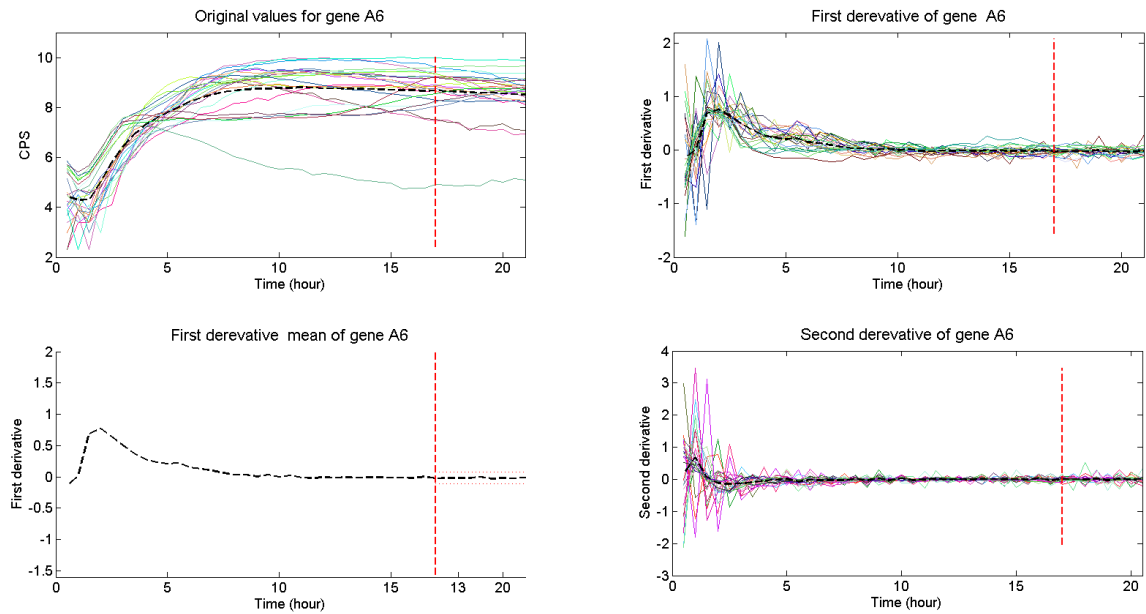 Original values for gene A6
CPS
10
8
6
4
2
0 5 10 15 20
Time (hour)
First derevative of gene A6
First derivative
2
1
0
-1
-2
0 5 10 15 20
Time (hour)
First derevative mean of gene A6
First derivative
2
1.5
1
0.5
0
-0.5
-1
-1.5
0 5 10 15 13 20
Time (hour)
Second derevative of gene A6
Second derivative
4
3
2
1
0
-1
-2
-3
0 5 10 15 20
Time (hour)